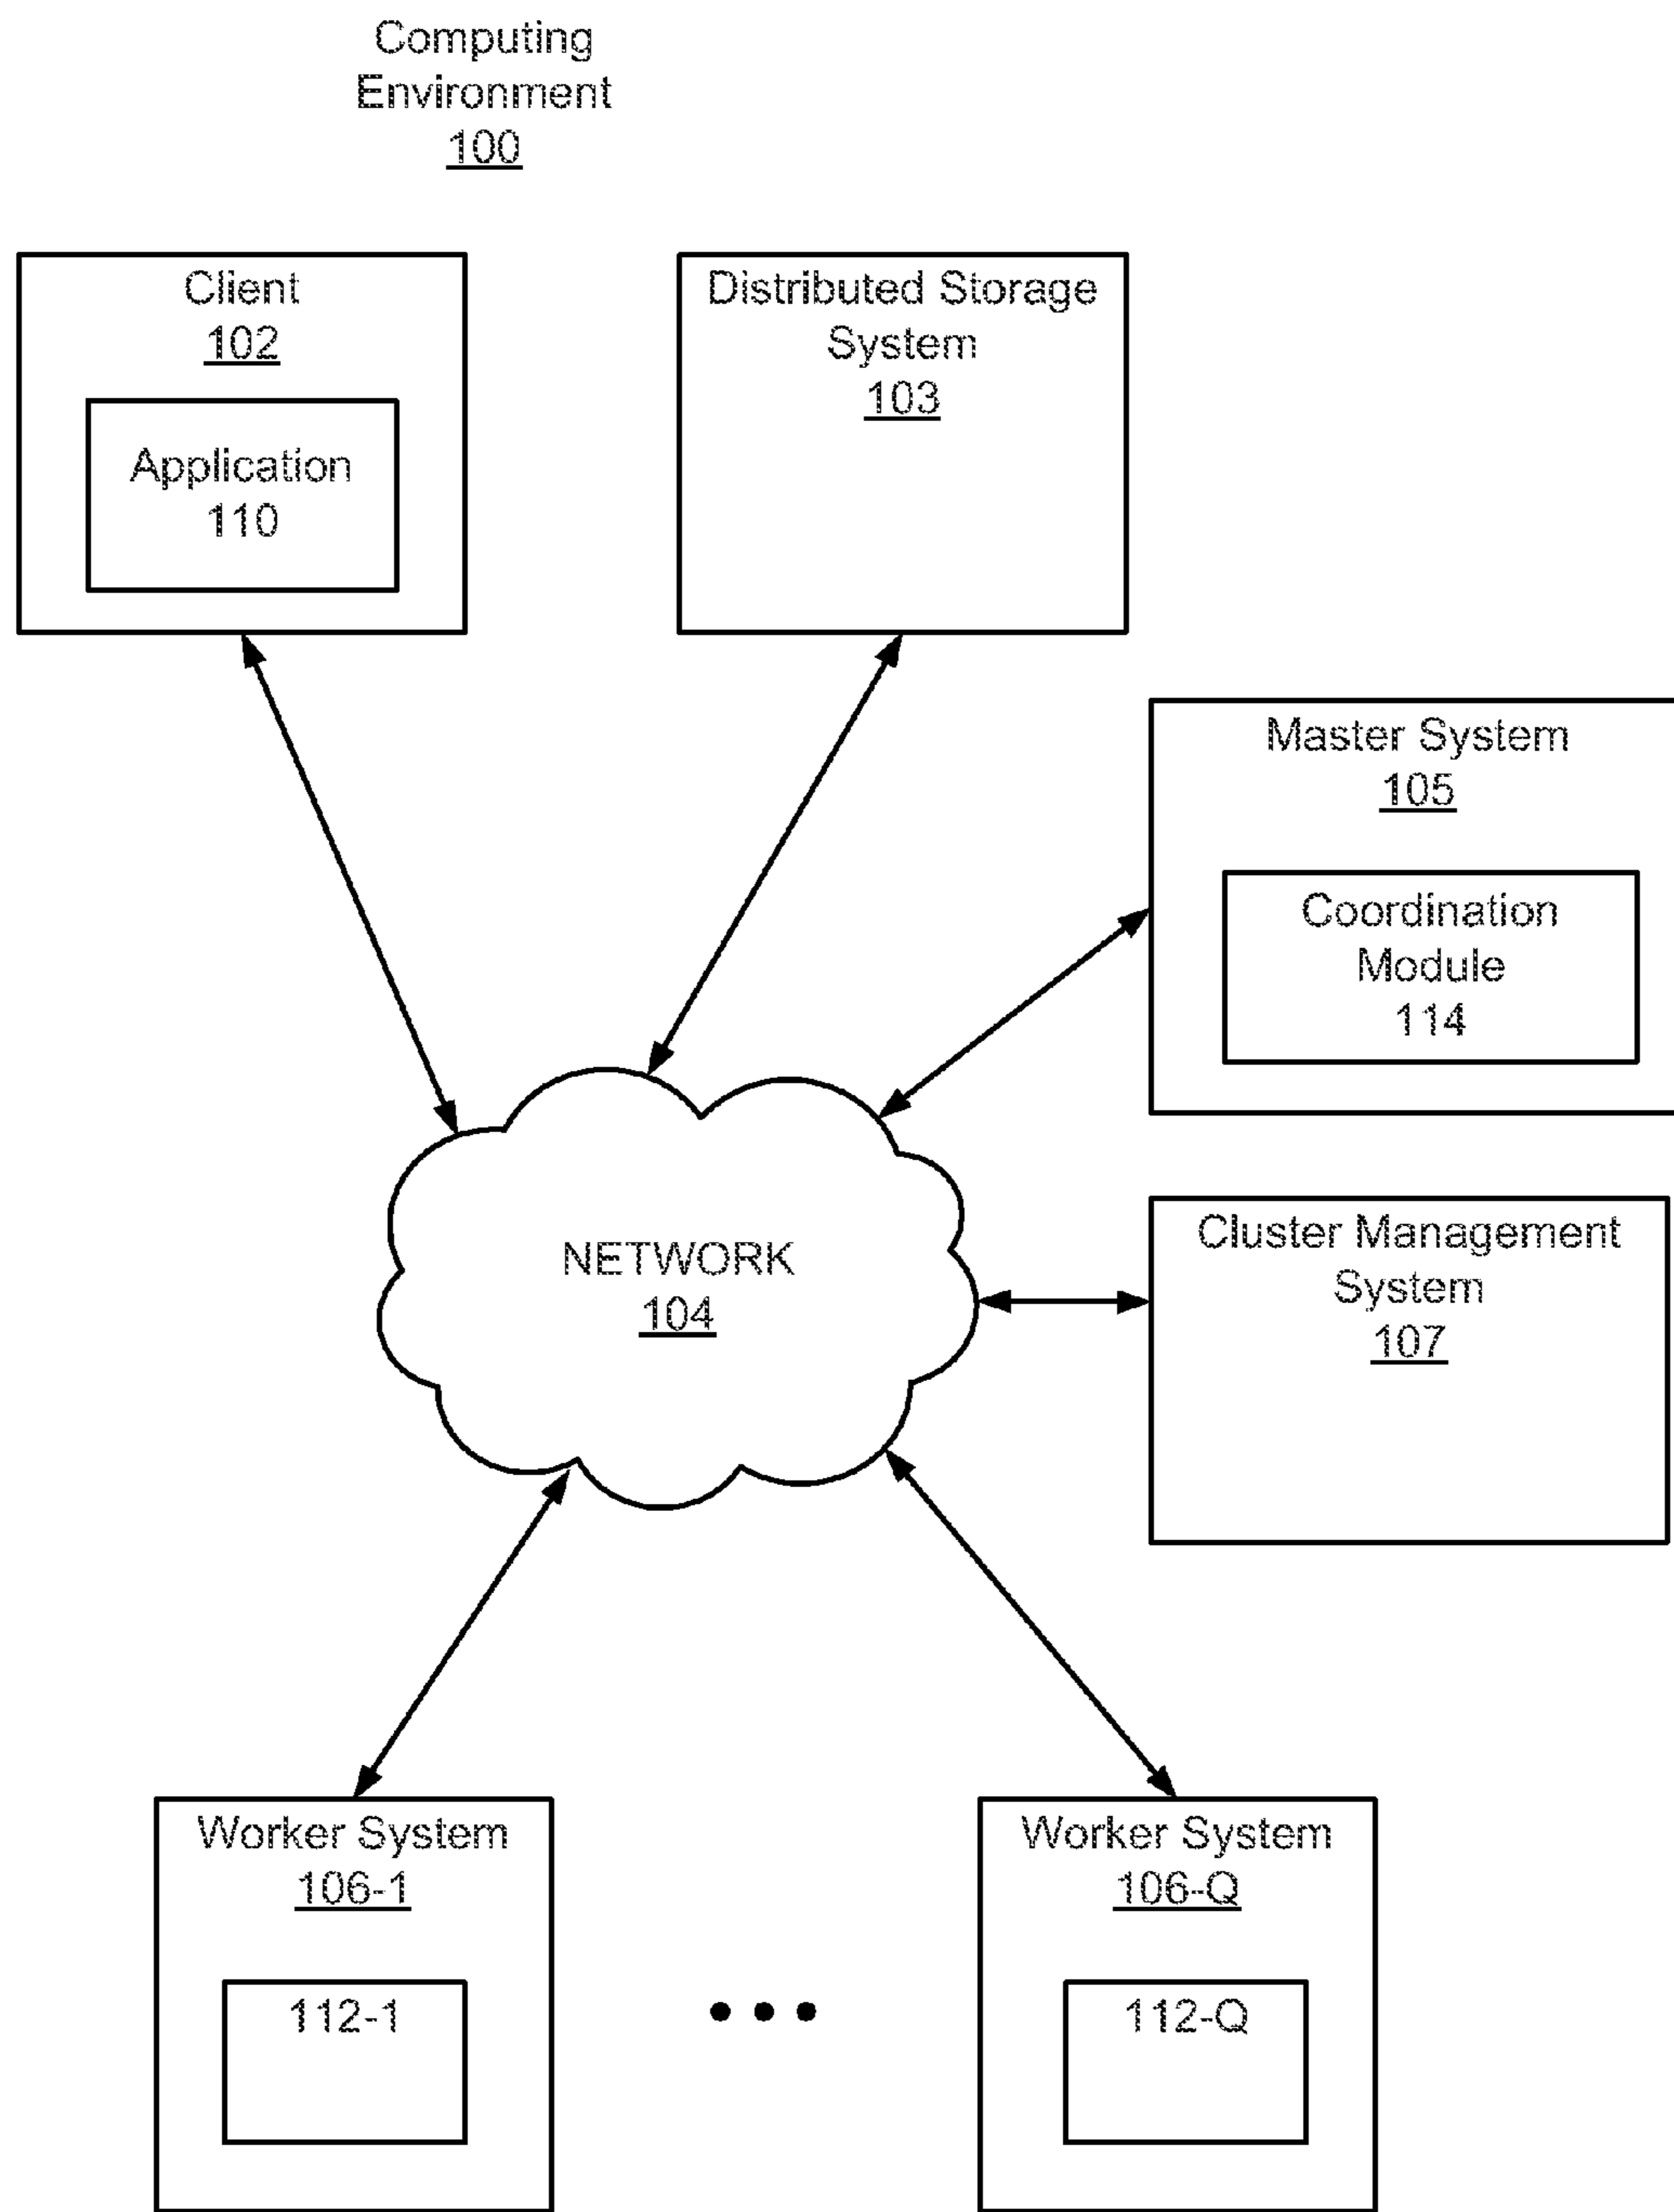 Computing
Environment
100
Client
102
Application
110
Distributed Storage
System
103
Master System
105
Coordination
Module
114
NETWORK
104
Cluster Management
System
107
Worker System
106-1
112-1
Worker System
106-Q
112-Q